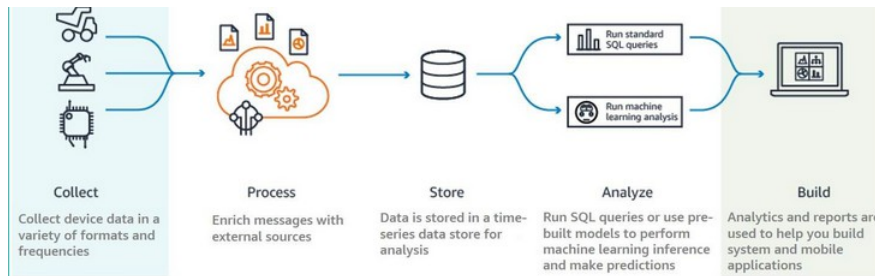 Run standard
SQL queries
Run machine
learning analysis
Collect
Process
Store
Analyze
Build
Collect device data in a
variety of formats and
frequencies
Enrich messages with
external sources
Data is stored in a time-
series data store for
analysis
Run SQL queries or use pre-
built models to perform
machine learning inference
and make predictions
Analytics and reports are
used to help you build
system and mobile
applications